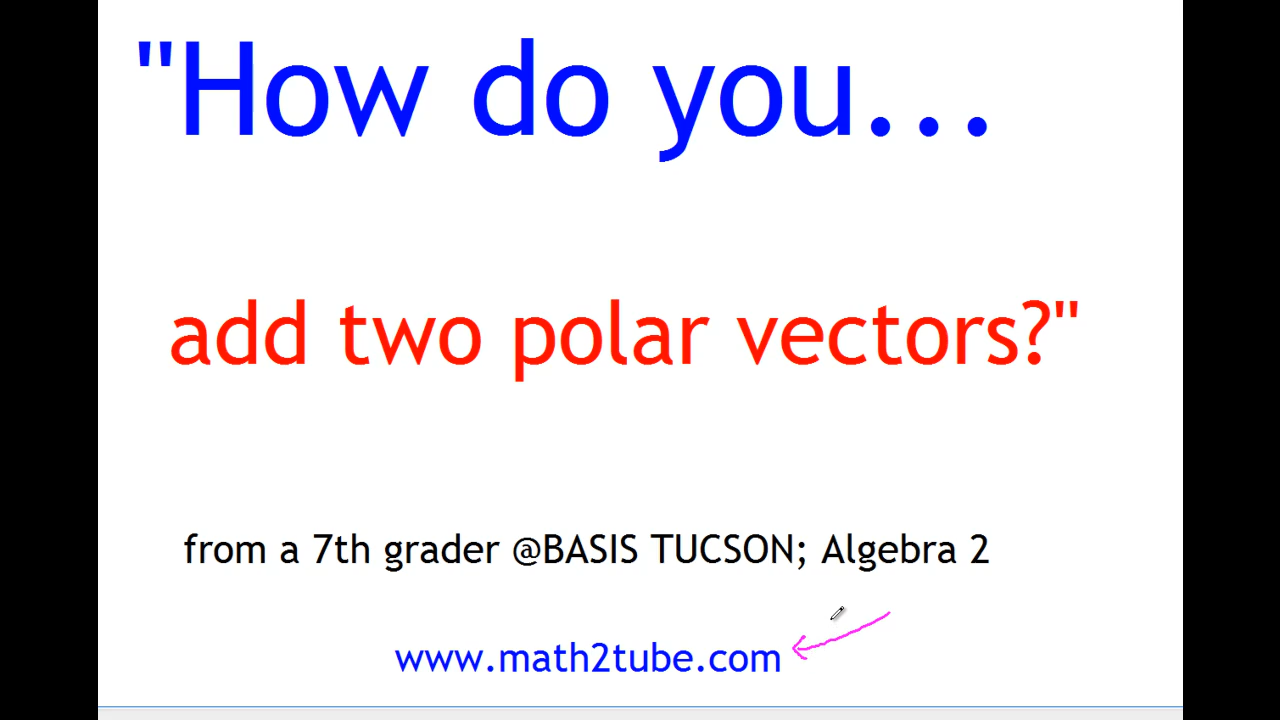 "How do you...
add two polar vectors?"
from a 7th grader @BASIS TUCSON; Algebra 2
www.math2tube.com